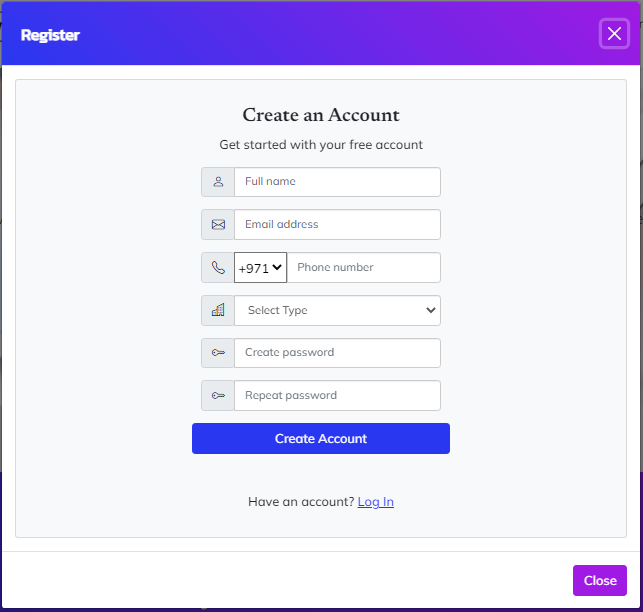 Register
Create an Account
Get started with your free account
Full name
Email address
+971
Phone number
Select Type
Create password
Repeat password
Create Account
Have an account? Log In
Close